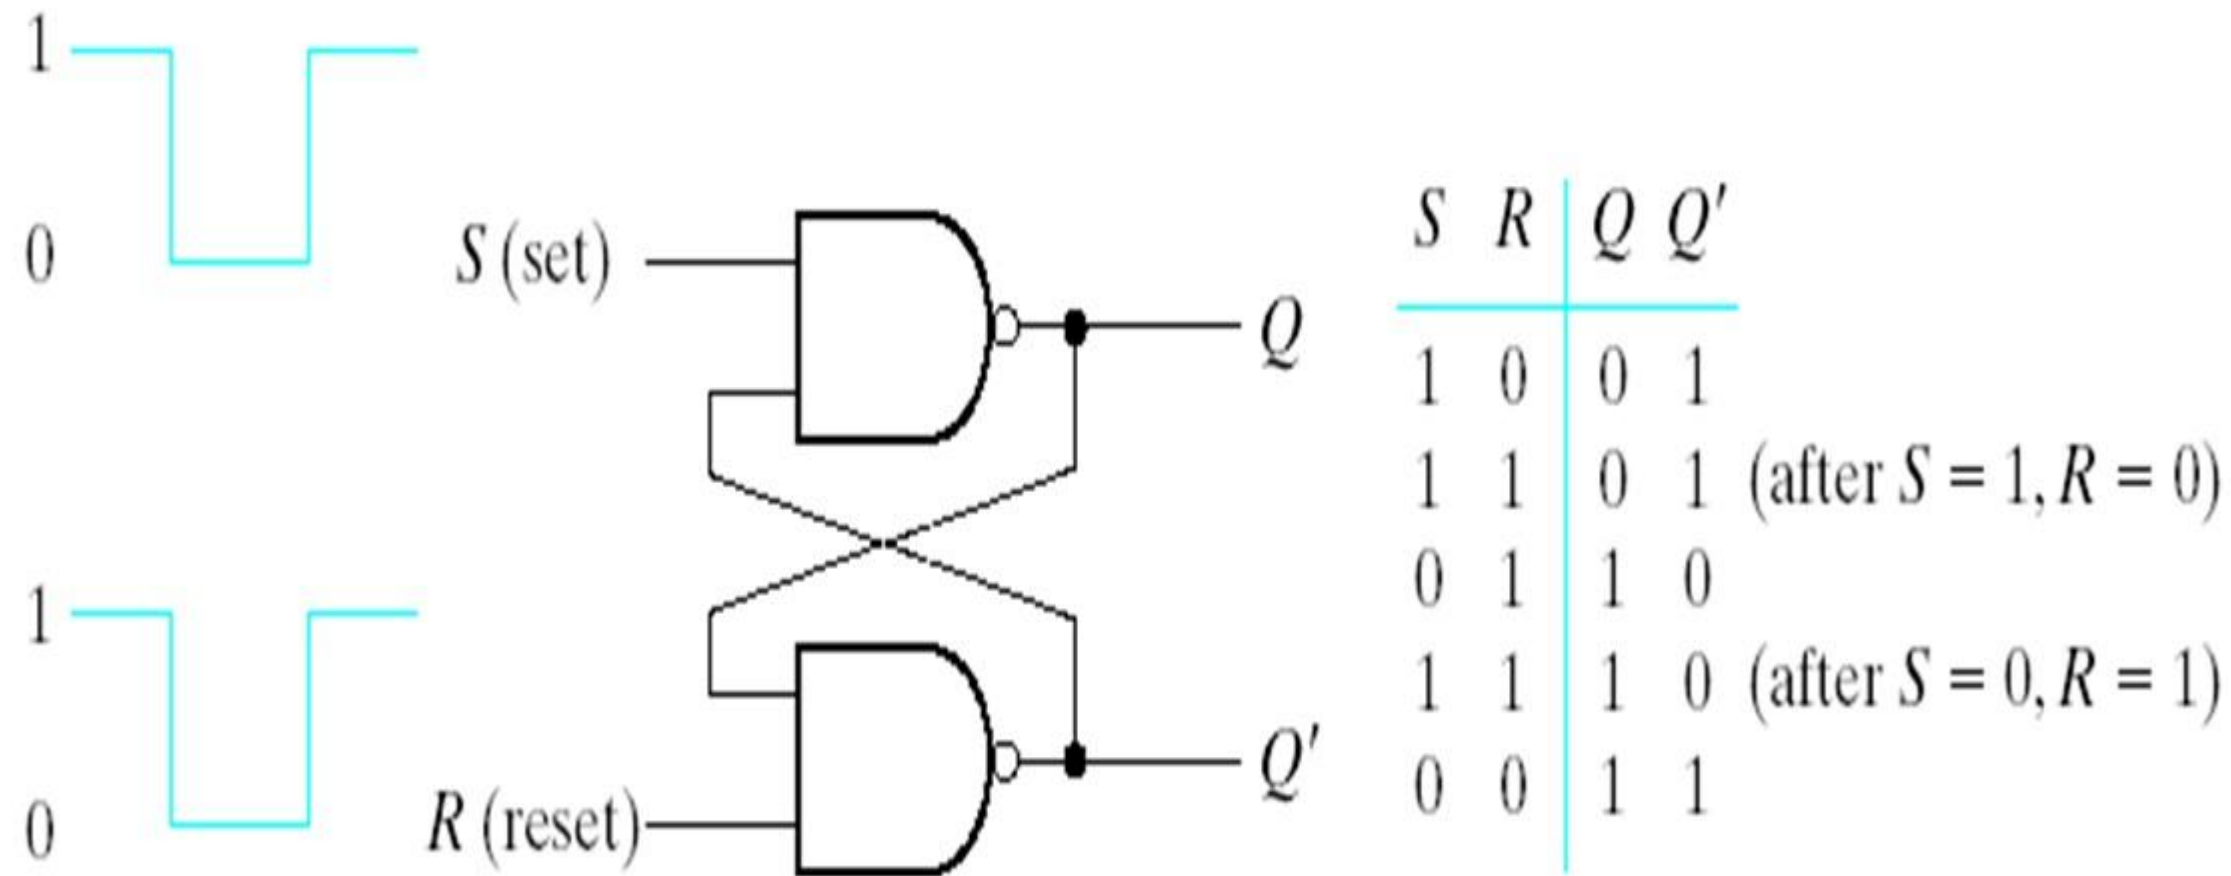 1
0
S (set)
Q
1
0
R (reset)
Q′
S R Q Q′
1 0 0 1
1 1 0 1 (after S = 1, R = 0)
0 1 1 0
1 1 1 0 (after S = 0, R = 1)
0 0 1 1